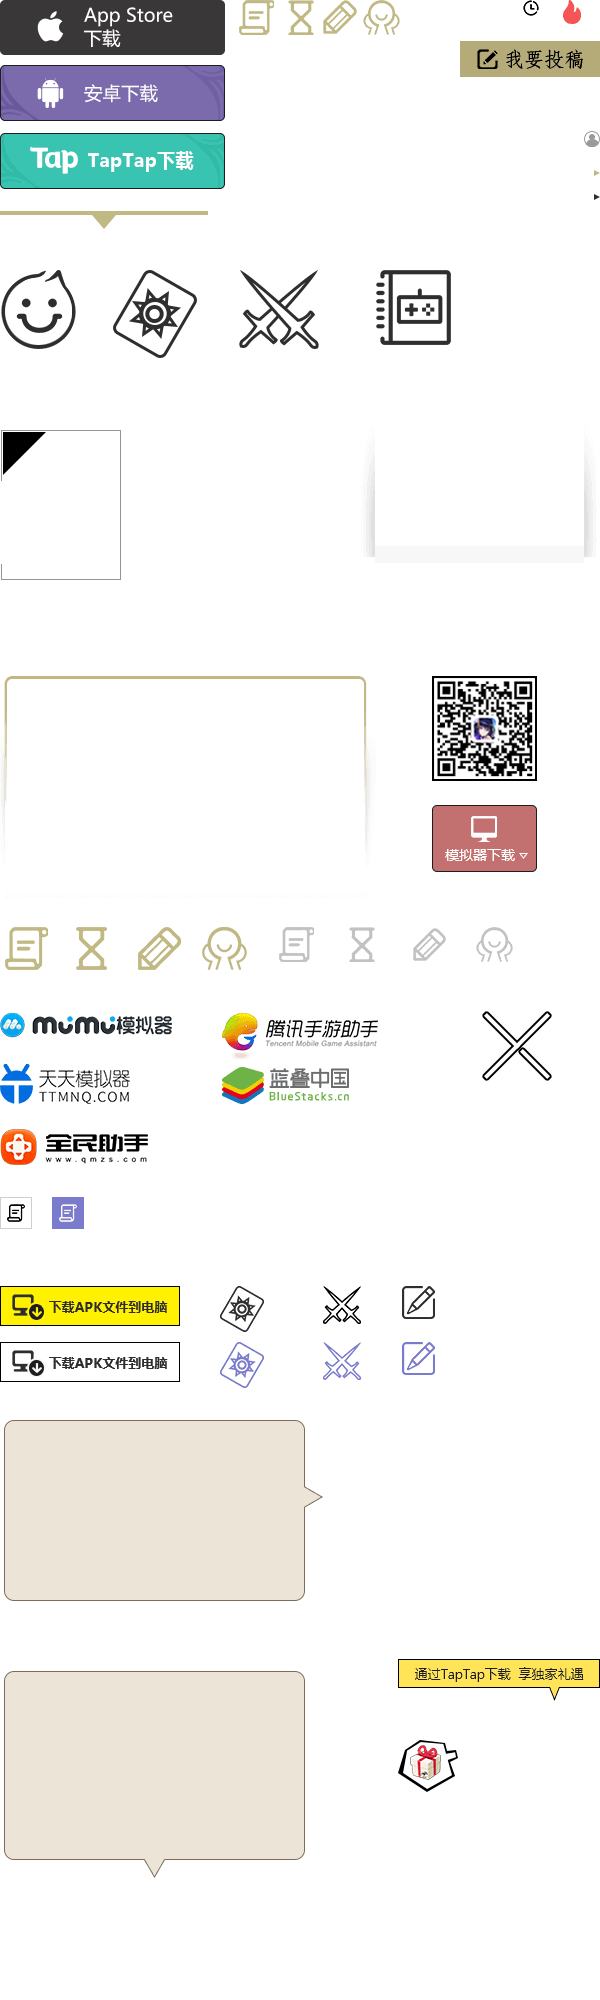 App Store
下载
我要投稿
安卓下载
Tap TapTap下载
模拟器下载
mumu模拟器
腾讯手游助手
Tencent Mobile Game Assistant
天天模拟器
TTMNQ.COM
蓝叠中国
BlueStacks.cn
全民助手
www.qmzs.com
下载APK文件到电脑
下载APK文件到电脑
通过TapTap下载 享独家礼遇